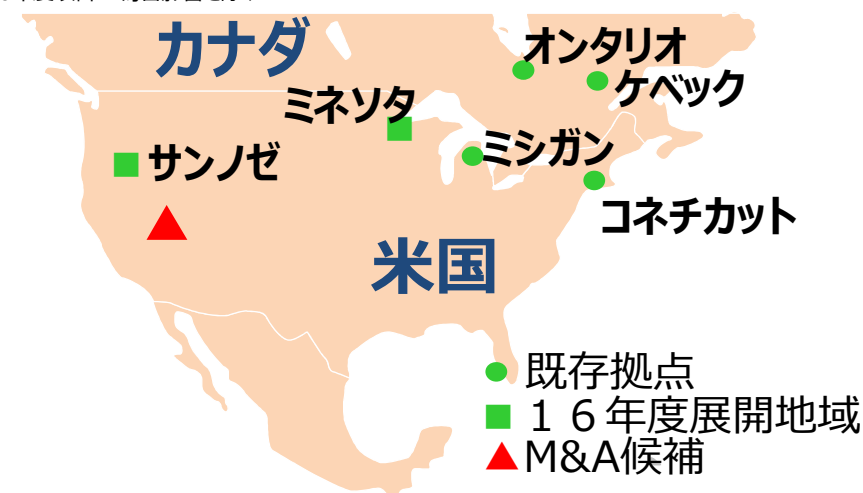 カナダ
オンタリオ
ケベック
ミネソタ
ミシガン
サンノゼ
コネチカット
米国
既存拠点
１６年度展開地域
M&A候補